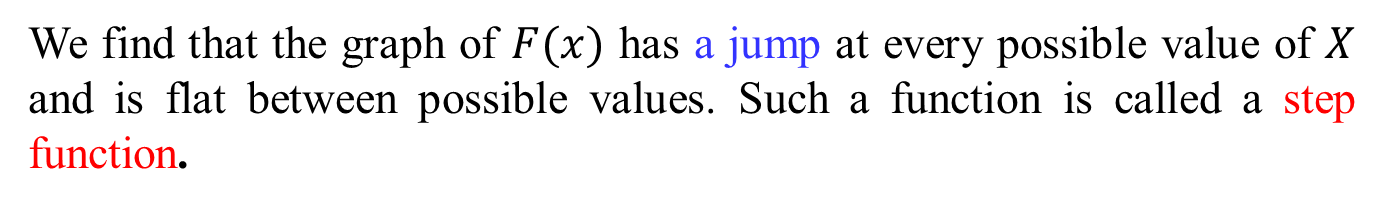 We find that the graph of F(x) has a jump at every possible value of X
and is flat between possible values. Such a function is called a step
function.